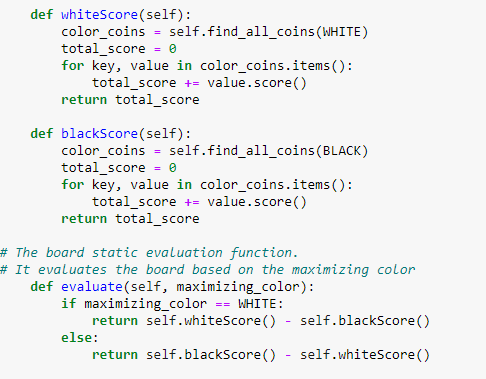 def whiteScore(self):
color_coins = self.find_all_coins(WHITE)
total_score = 0
for key, value in color_coins.items():
total_score += value.score()
return total_score
def blackScore(self):
color_coins = self.find_all_coins(BLACK)
total_score = 0
for key, value in color_coins.items():
total_score += value.score()
return total_score
# The board static evaluation function.
# It evaluates the board based on the maximizing color
def evaluate(self, maximizing_color):
if maximizing_color == WHITE:
return self.whiteScore() - self.blackScore()
else:
return self.blackScore() - self.whiteScore()